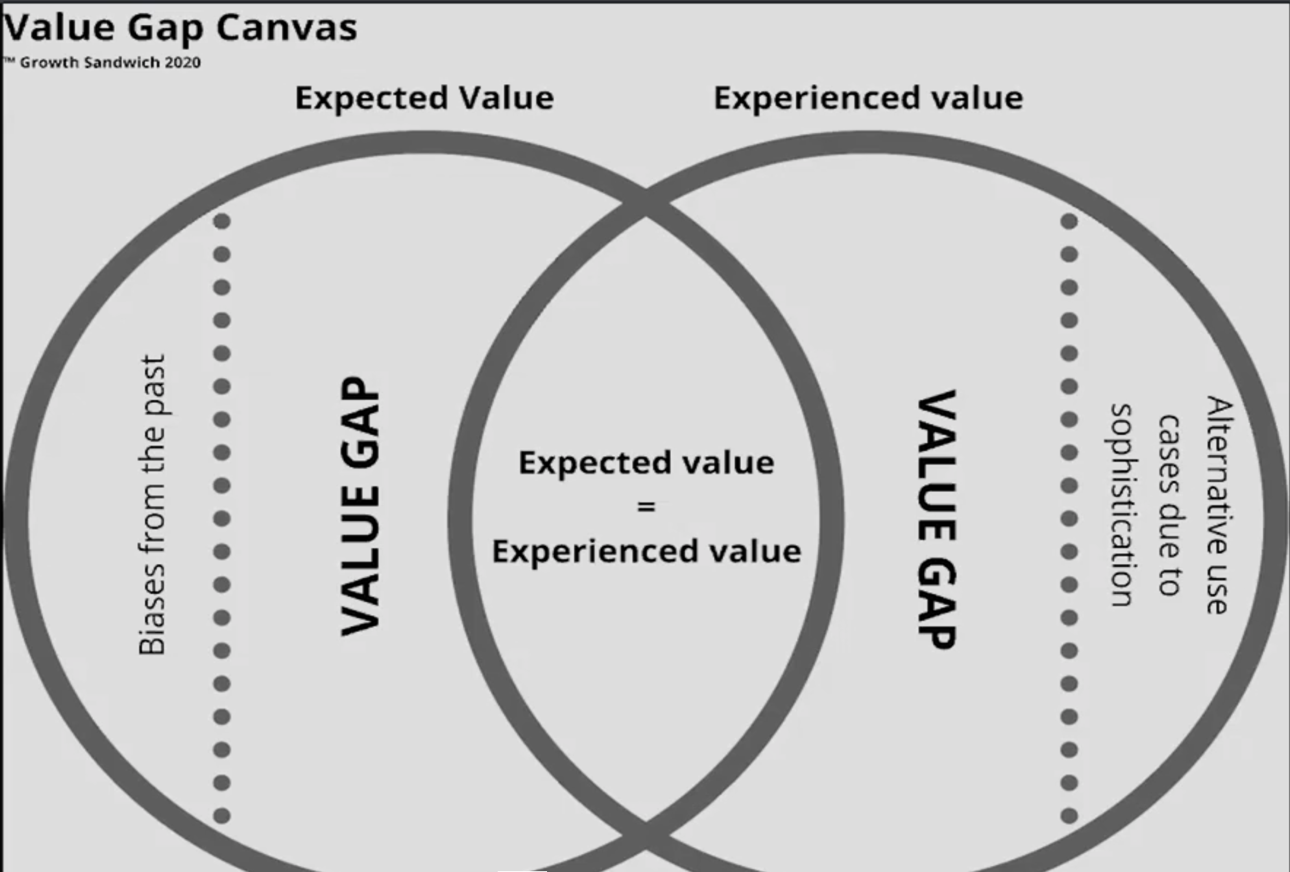 Value Gap Canvas
™ Growth Sandwich 2020
Expected Value
Experienced value
Biases from the past
VALUE GAP
Expected value
=
Experienced value
VALUE GAP
Alternative use
cases due to
sophistication